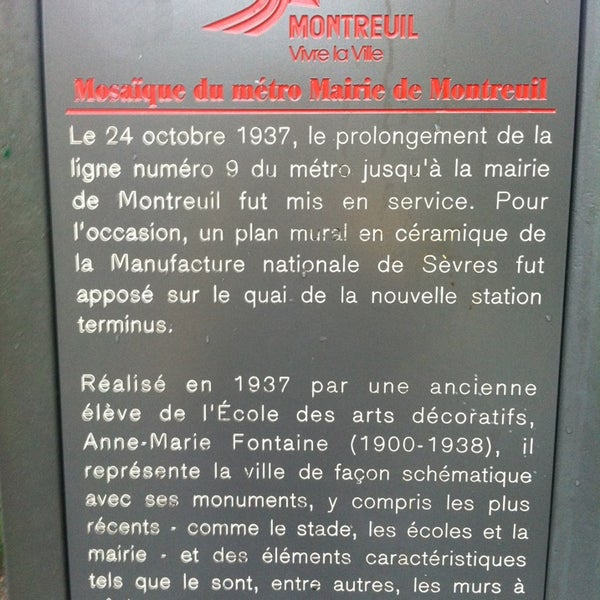 MONTREUIL
Vivre la Ville
Mosaïque du métro Mairie de Montreuil
Le 24 octobre 1937, le prolongement de la
ligne numéro 9 du métro jusqu'à la mairie
de Montreuil fut mis en service. Pour
l'occasion, un plan mural en céramique de
la Manufacture nationale de Sèvres fut
apposé sur le quai de la nouvelle station
terminus.
Réalisé en 1937 par une ancienne
élève de l'École des arts décoratifs,
Anne-Marie Fontaine (1900-1938), il
représente la ville de façon schématique
avec ses monuments, y compris les plus
récents - comme le stade, les écoles et la
mairie - et des éléments caractéristiques
tels que le sont, entre autres, les murs à